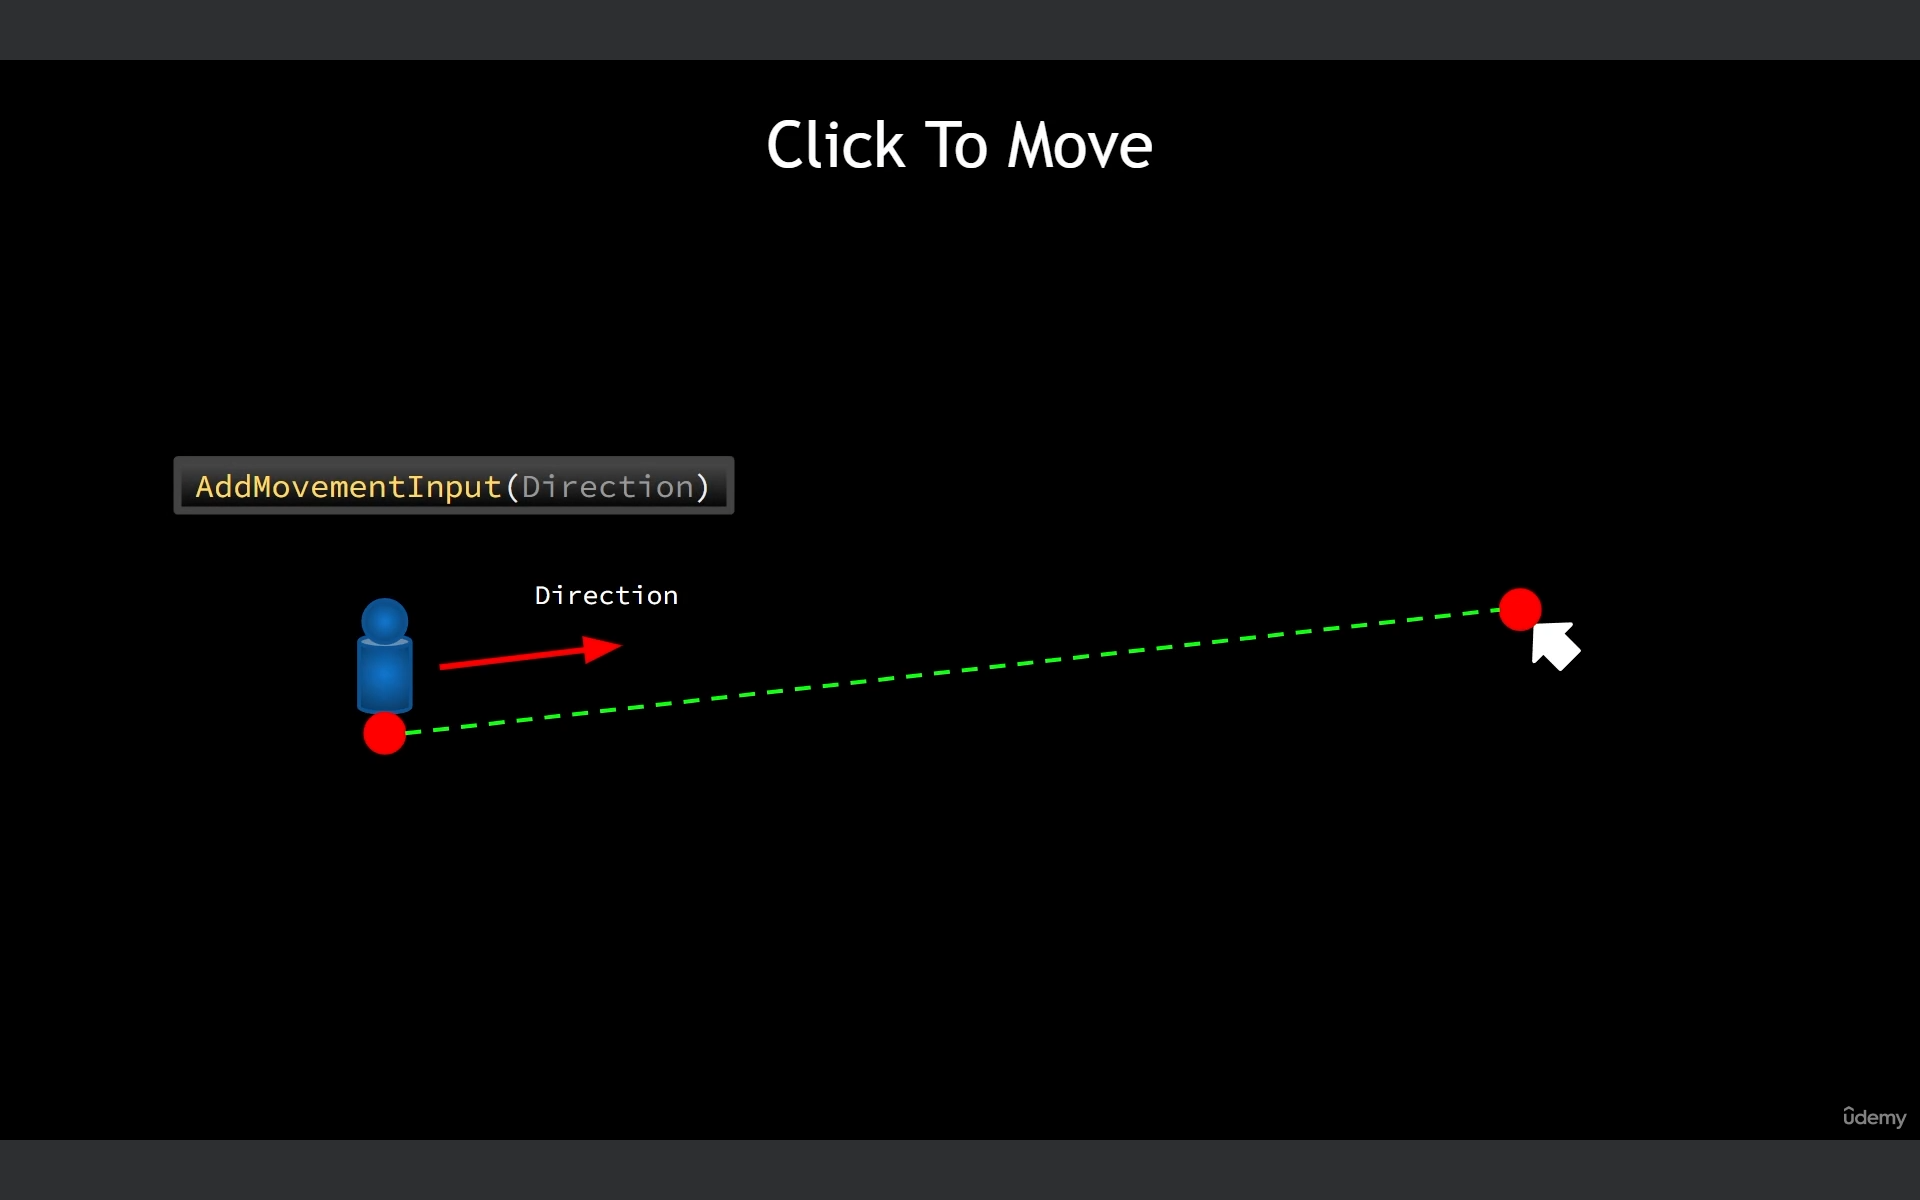 Click To Move
AddMovementInput(Direction)
Direction
ûdemy